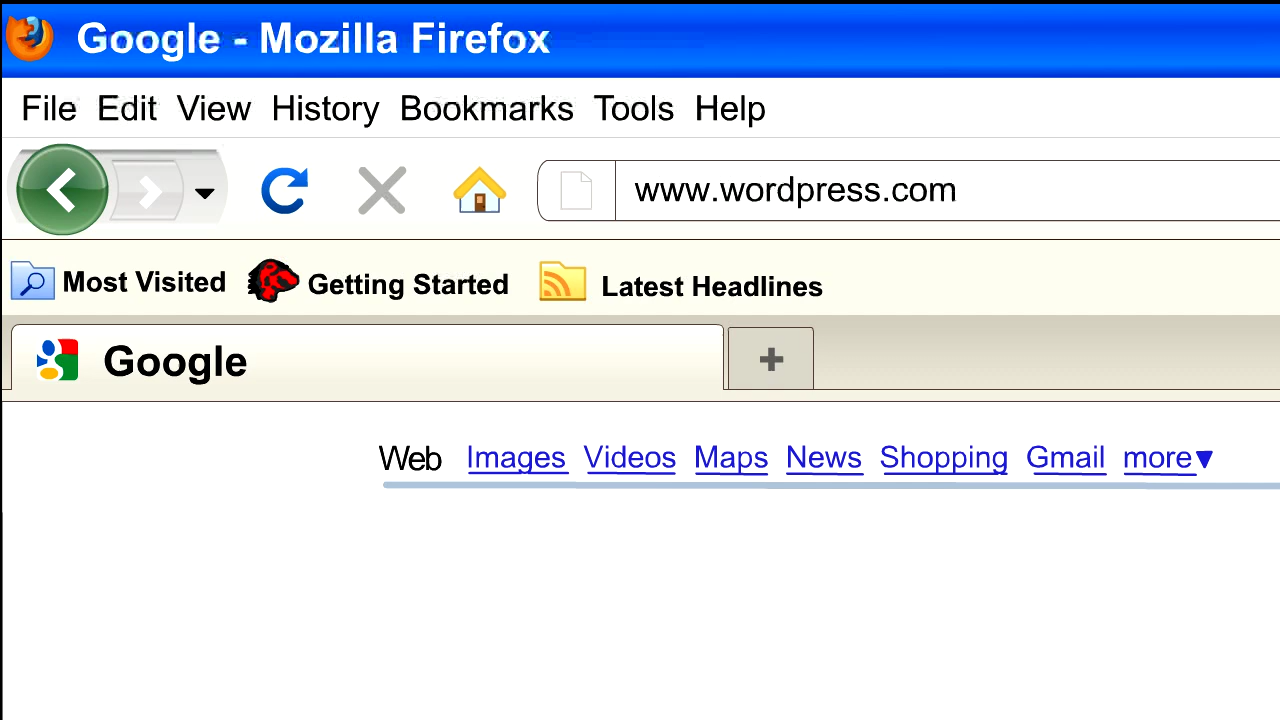 Google - Mozilla Firefox
File Edit View History Bookmarks Tools Help
www.wordpress.com
Most Visited Getting Started Latest Headlines
Google
Web Images Videos Maps News Shopping Gmail more▼